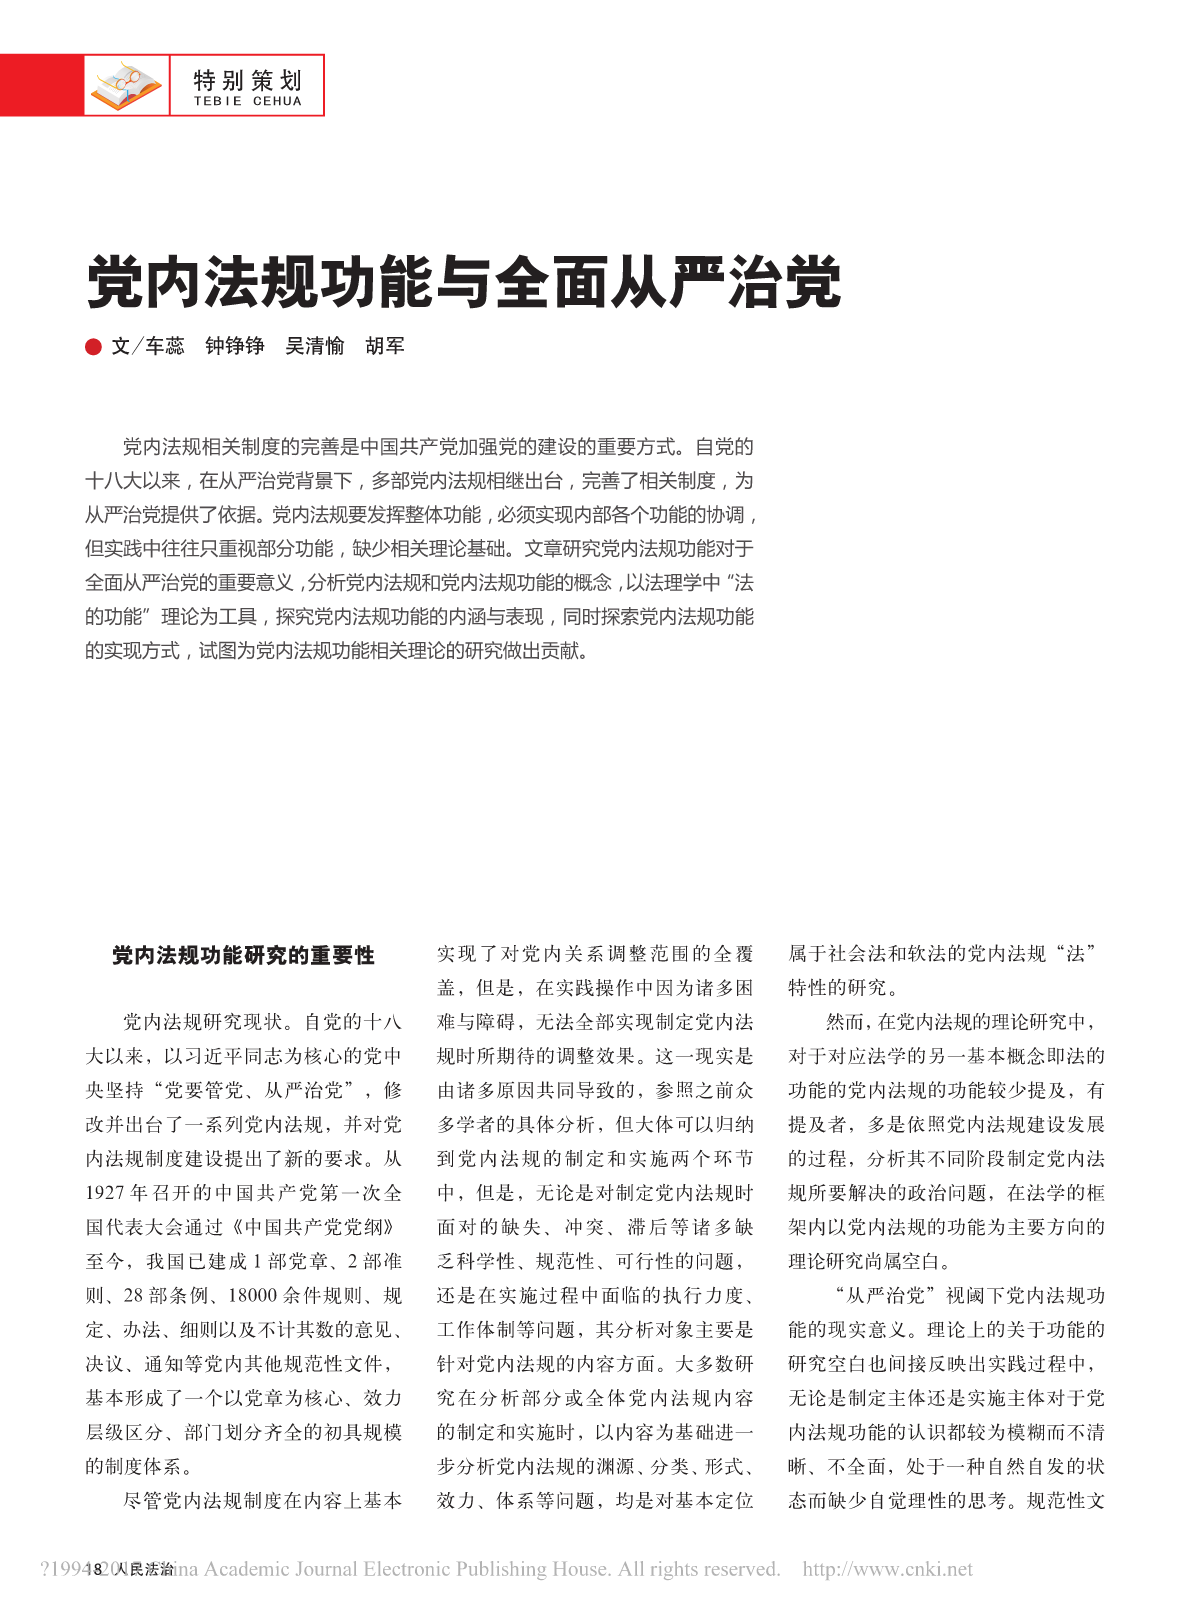 特别策划
TEBIE CEHUA
党内法规功能与全面从严治党
文/车蕊 钟铮铮 吴清愉 胡军
党内法规相关制度的完善是中国共产党加强党的建设的重要方式。自党的
十八大以来，在从严治党背景下，多部党内法规相继出台，完善了相关制度，为
从严治党提供了依据。党内法规要发挥整体功能，必须实现内部各个功能的协调，
但实践中往往只重视部分功能，缺少相关理论基础。文章研究党内法规功能对于
全面从严治党的重要意义，分析党内法规和党内法规功能的概念，以法理学中“法
的功能”理论为工具，探究党内法规功能的内涵与表现，同时探索党内法规功能
的实现方式，试图为党内法规功能相关理论的研究做出贡献。
党内法规功能研究的重要性
党内法规研究现状。自党的十八
大以来，以习近平同志为核心的党中
央坚持“党要管党、从严治党”，修
改并出台了一系列党内法规，并对党
内法规制度建设提出了新的要求。从
1927 年召开的中国共产党第一次全
国代表大会通过《中国共产党党纲》
至今，我国已建成 1 部党章、2 部准
则、28 部条例、18000 余件规则、规
定、办法、细则以及不计其数的意见、
决议、通知等党内其他规范性文件，
基本形成了一个以党章为核心、效力
层级区分、部门划分齐全的初具规模
的制度体系。
尽管党内法规制度在内容上基本
实现了对党内关系调整范围的全覆
盖，但是，在实践操作中因为诸多困
难与障碍，无法全部实现制定党内法
规时所期待的调整效果。这一现实是
由诸多原因共同导致的，参照之前众
多学者的具体分析，但大体可以归纳
到党内法规的制定和实施两个环节
中，但是，无论是对制定党内法规时
面对的缺失、冲突、滞后等诸多缺
乏科学性、规范性、可行性的问题，
还是在实施过程中面临的执行力度、
工作体制等问题，其分析对象主要是
针对党内法规的内容方面。大多数研
究在分析部分或全体党内法规内容
的制定和实施时，以内容为基础进一
步分析党内法规的渊源、分类、形式、
效力、体系等问题，均是对基本定位
属于社会法和软法的党内法规“法”
特性的研究。
然而，在党内法规的理论研究中，
对于对应法学的另一基本概念即法的
功能的党内法规的功能较少提及，有
提及者，多是依照党内法规建设发展
的过程，分析其不同阶段制定党内法
规所要解决的政治问题，在法学的框
架内以党内法规的功能为主要方向的
理论研究尚属空白。
“从严治党”视阈下党内法规功
能的现实意义。理论上的关于功能的
研究空白也间接反映出实践过程中，
无论是制定主体还是实施主体对于党
内法规功能的认识都较为模糊而不清
晰、不全面，处于一种自然自发的状
态而缺少自觉理性的思考。规范性文
18 人民法治
China Academic Journal Electronic Publishing House. All rights reserved. http://www.cnki.net